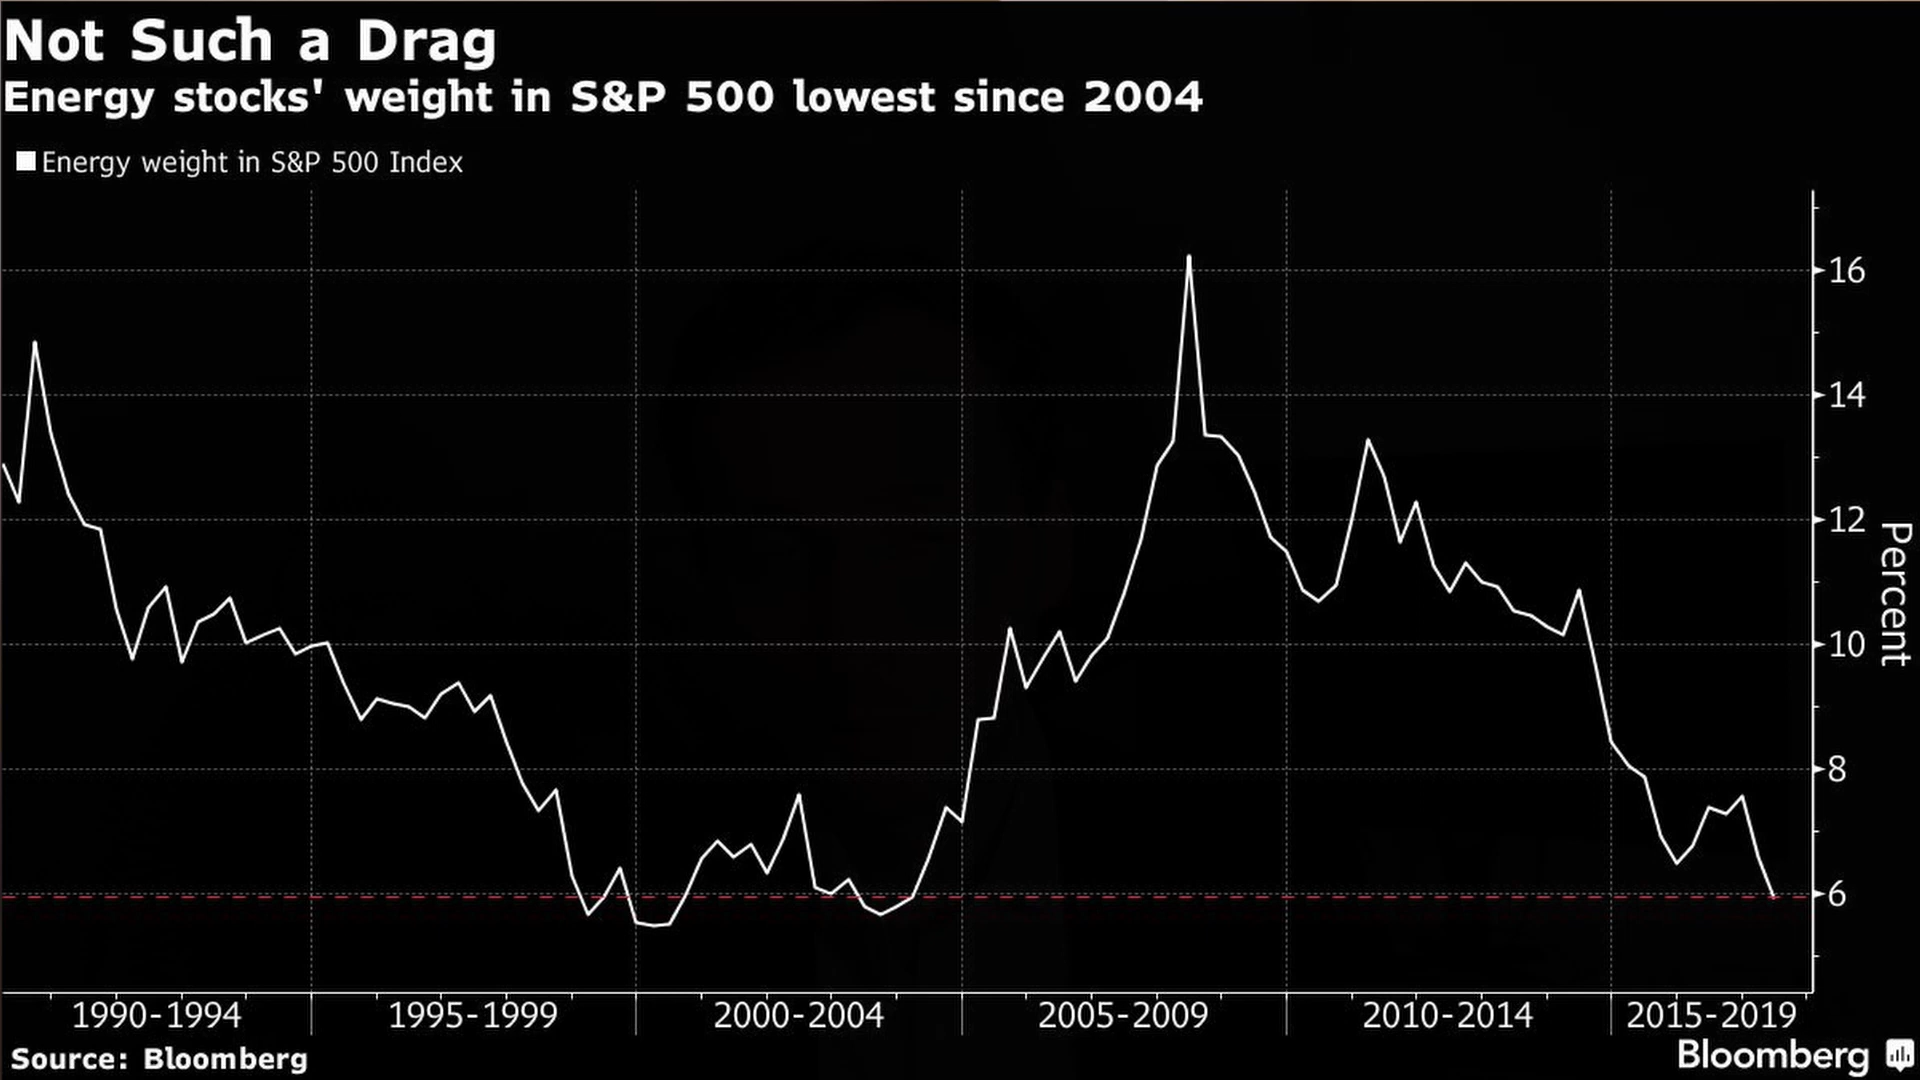 Not Such a Drag
Energy stocks' weight in S&P 500 lowest since 2004
Energy weight in S&P 500 Index
16
14
12
10
8
6
Percent
1990-1994 1995-1999 2000-2004 2005-2009 2010-2014 2015-2019
Source: Bloomberg
Bloomberg